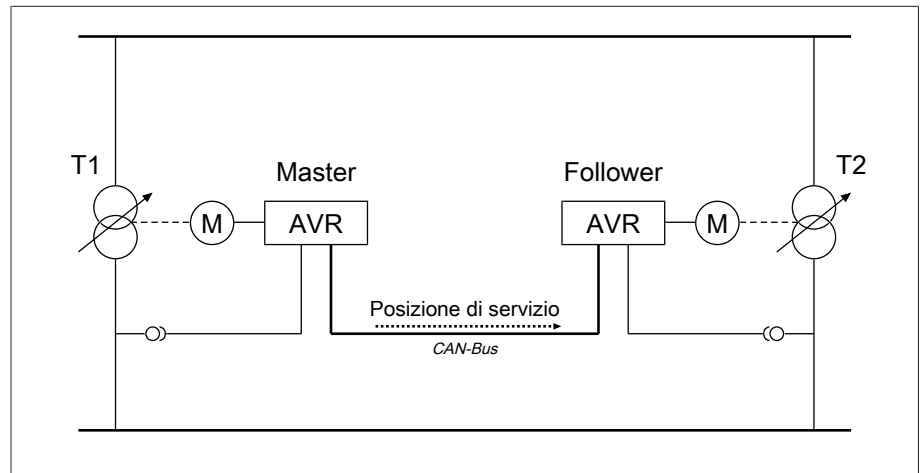 T1
Master
Follower
T2
M
AVR
AVR
M
Posizione di servizio
CAN-Bus